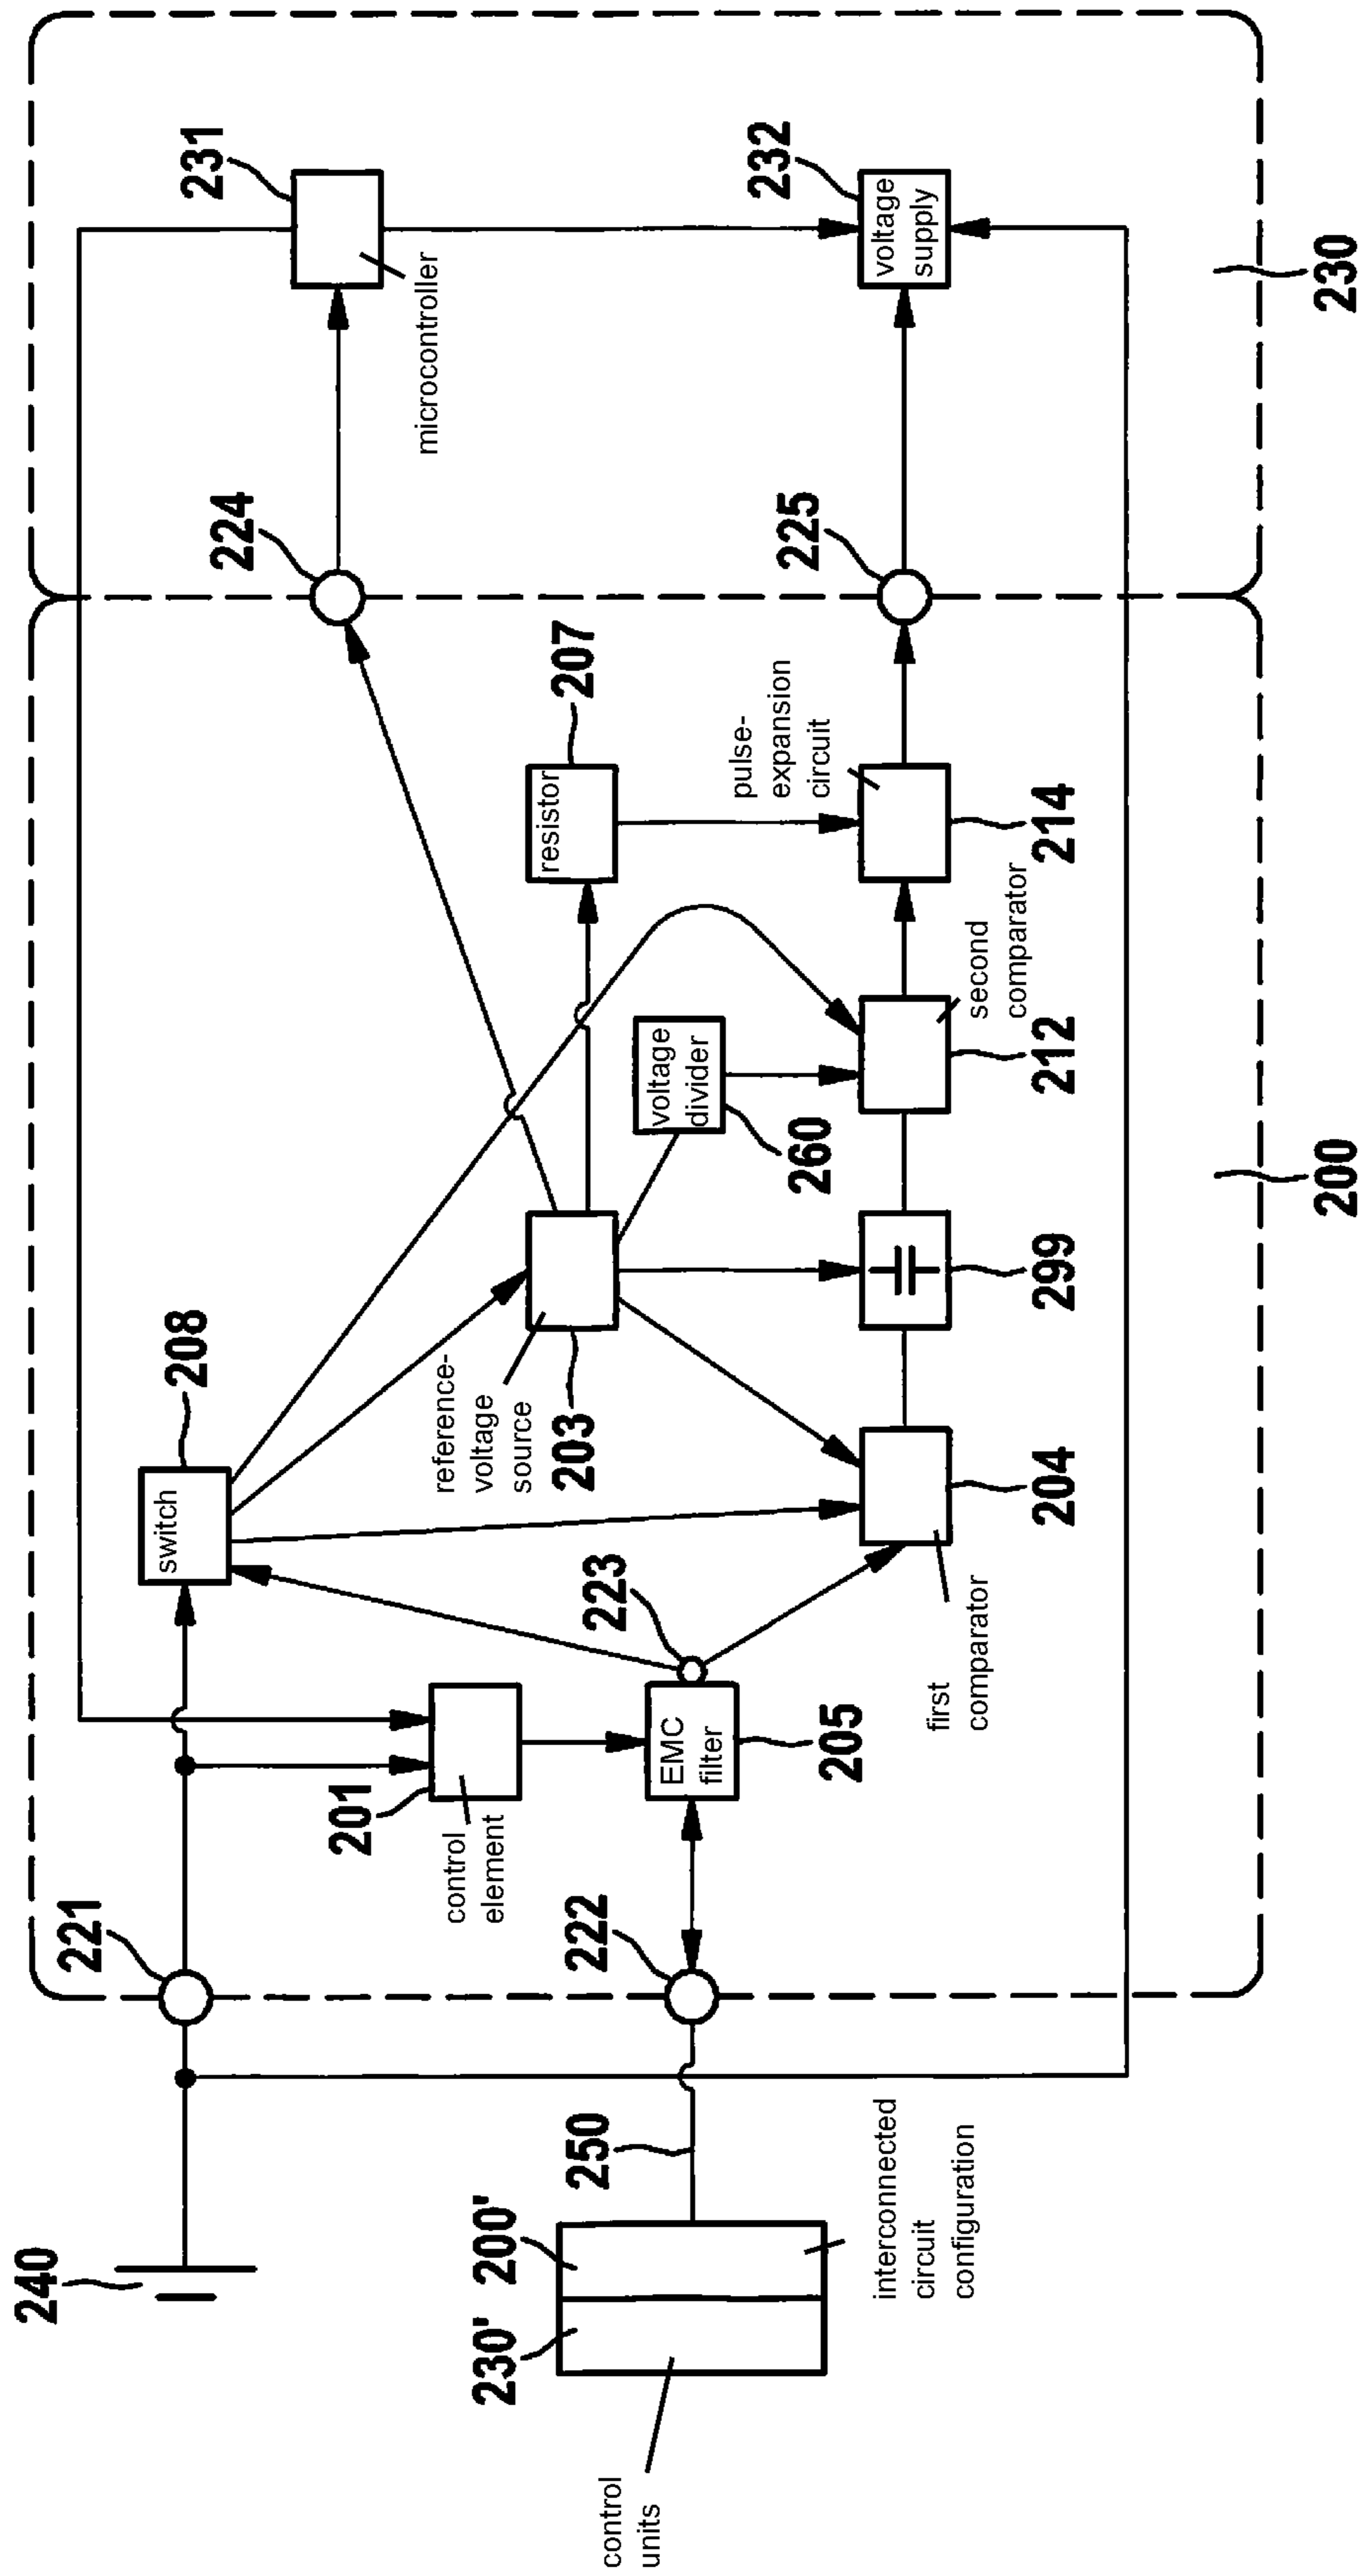 240
221
208
231
switch
201
control
element
224
microcontroller
reference-
voltage
source
203
resistor
207
230'
200'
250
222
223
EMC
filter
205
voltage
divider
260
pulse-
expansion
circuit
225
232
voltage
supply
control
units
interconnected
circuit
configuration
first
comparator
204
299
212
second
comparator
214
200
230